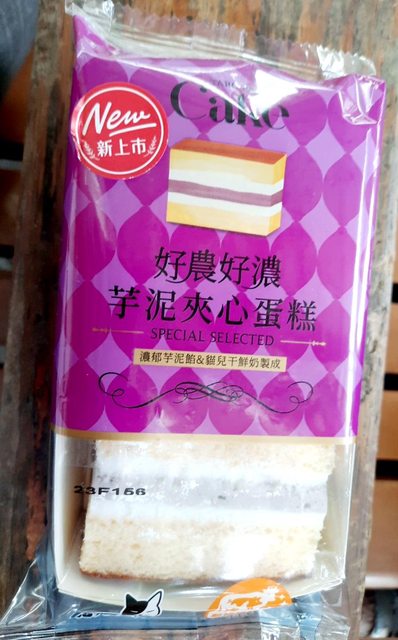 Cake
New
新上市
好農好濃
芋泥夾心蛋糕
SPECIAL SELECTED
濃郁芋泥餡&貓兒干鮮奶製成
23F156